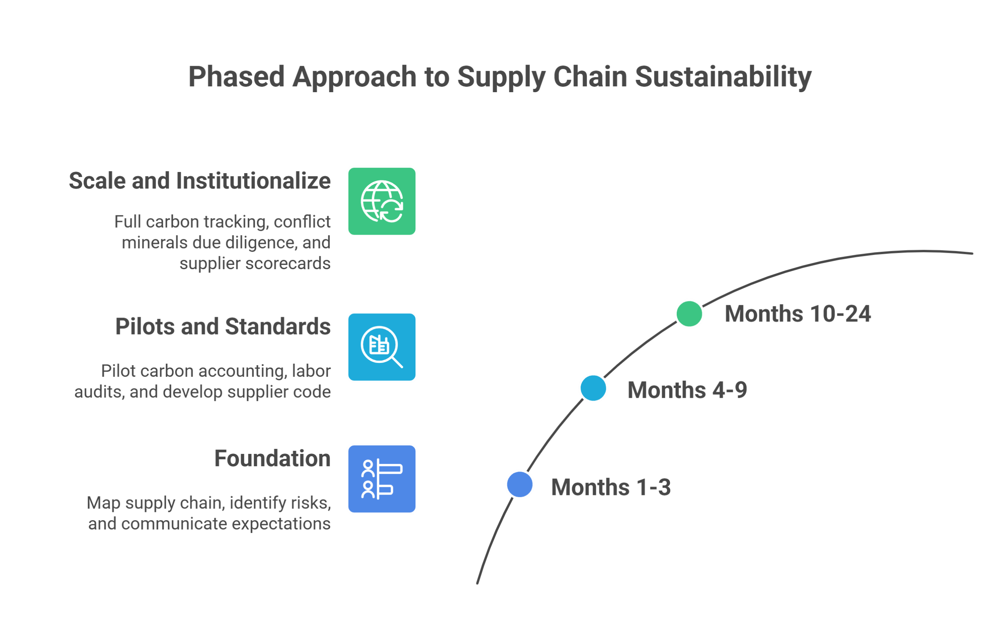 Phased Approach to Supply Chain Sustainability
Scale and Institutionalize
Full carbon tracking, conflict
minerals due diligence, and
supplier scorecards
Months 10-24
Pilots and Standards
Pilot carbon accounting, labor
audits, and develop supplier code
Months 4-9
Foundation
Map supply chain, identify risks,
and communicate expectations
Months 1-3